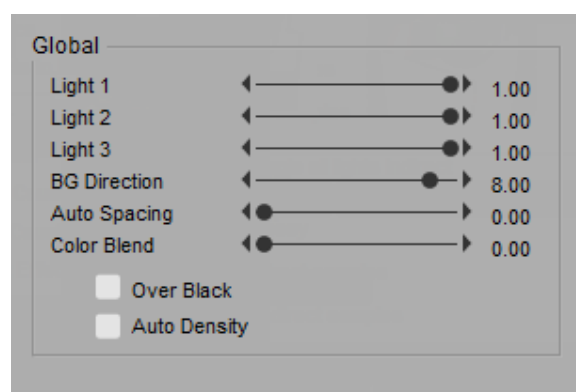 Global
Light 1 1.00
Light 2 1.00
Light 3 1.00
BG Direction 8.00
Auto Spacing 0.00
Color Blend 0.00
Over Black
Auto Density